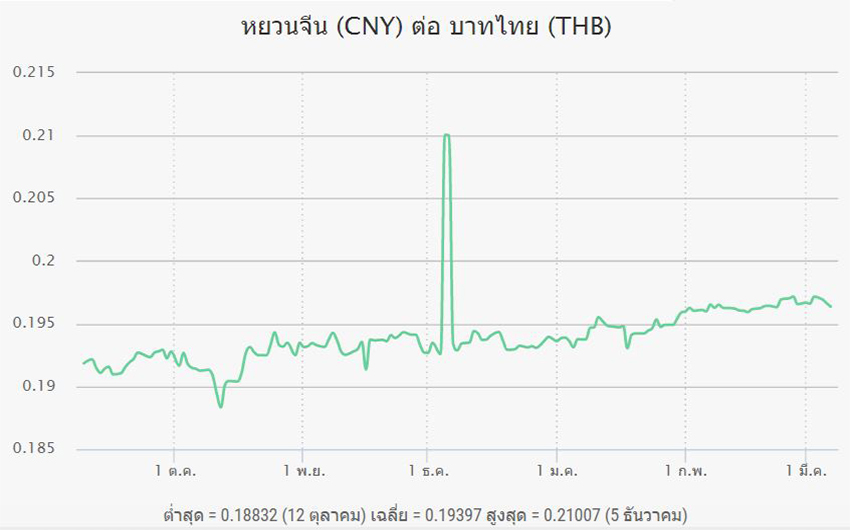 หยวนจีน (CNY) ต่อ บาทไทย (THB)
0.215
0.21
0.205
0.2
0.195
0.19
0.185
1 ต.ค. 1 พ.ย. 1 ธ.ค. 1 ม.ค. 1 ก.พ. 1 มี.ค.
ต่ำสุด = 0.18832 (12 ตุลาคม) เฉลี่ย = 0.19397 สูงสุด = 0.21007 (5 ธันวาคม)